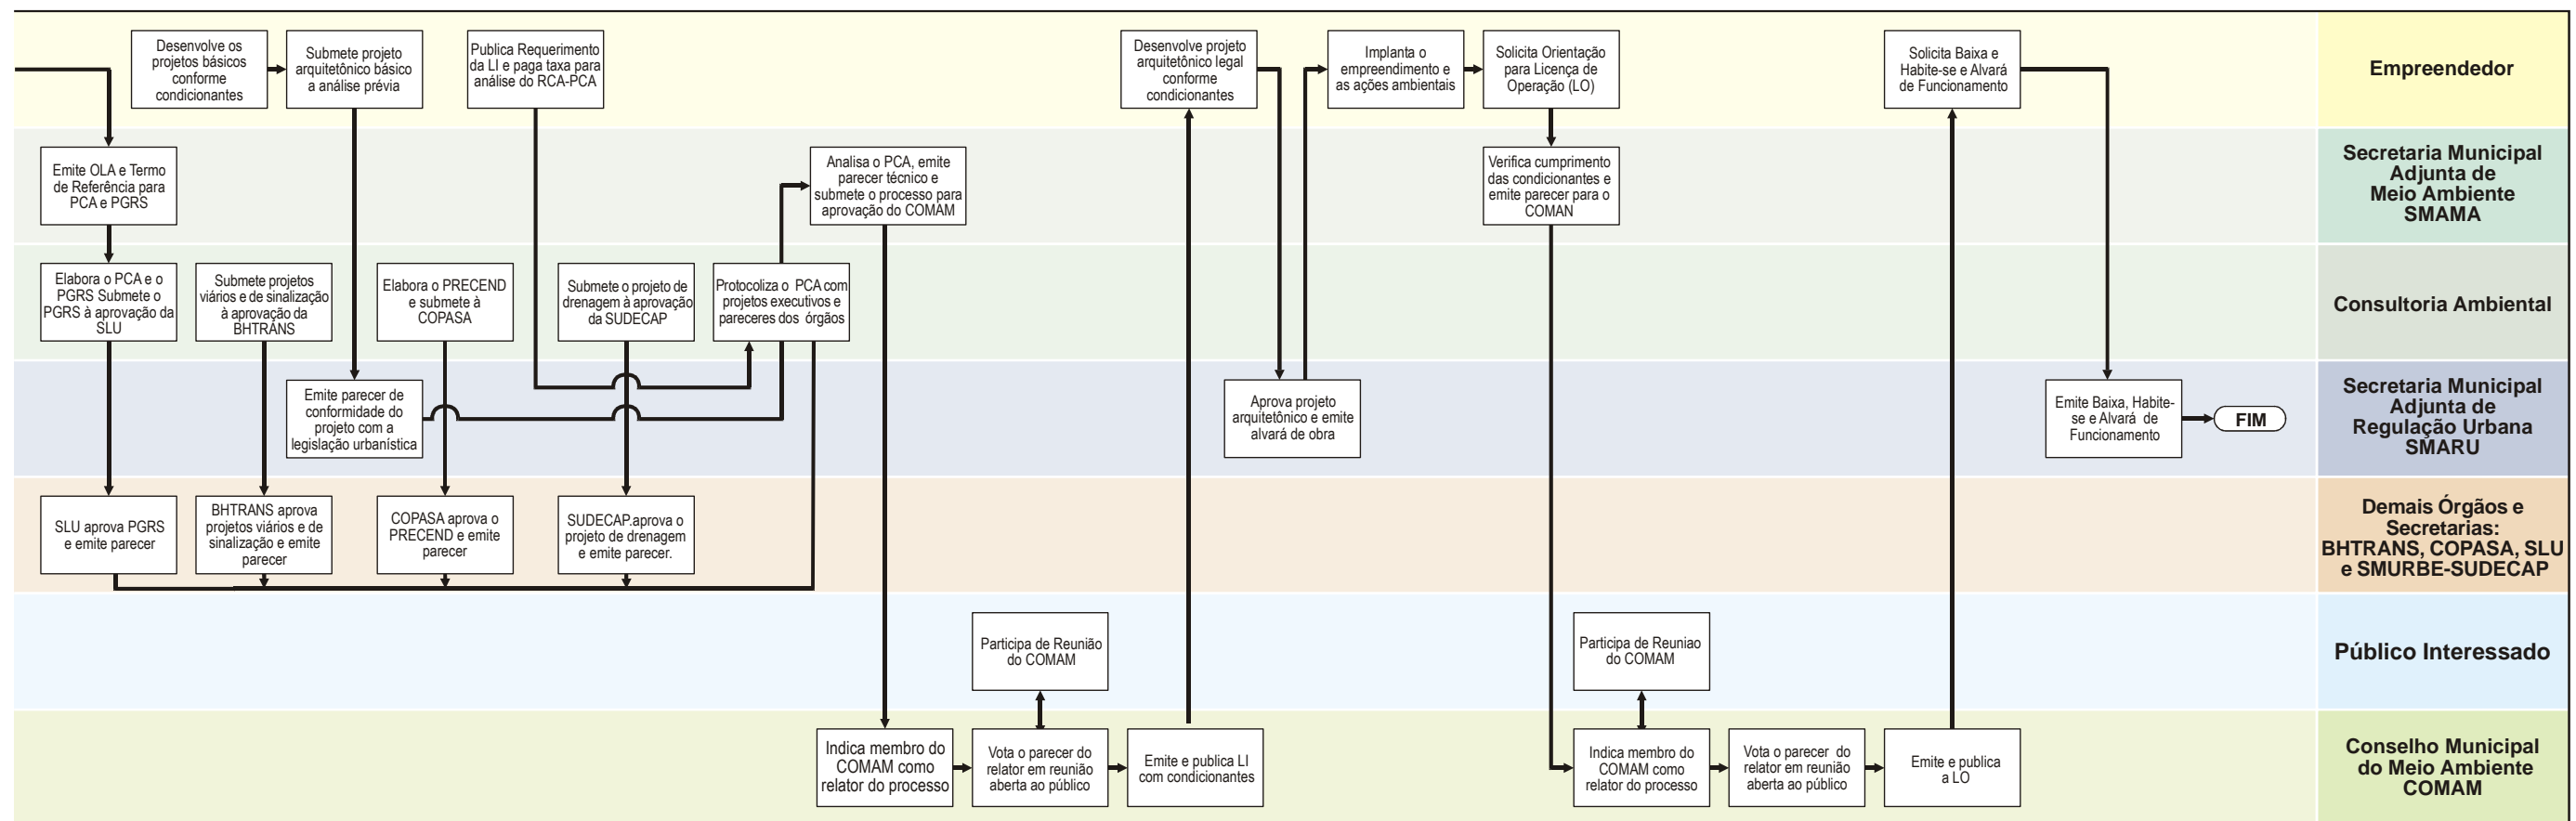 Desenvolve os
projetos básicos
conforme
condicionantes
Submete projeto
arquitetônico básico
a análise prévia
Publica Requerimento
da LI e paga taxa para
análise do RCA-PCA
Desenvolve projeto
arquitetônico legal
conforme
condicionantes
Implanta o
empreendimento e
as ações ambientais
Solicita Orientação
para Licença de
Operação (LO)
Solicita Baixa e
Habite-se e Alvará
de Funcionamento
Empreendedor
Emite OLA e Termo
de Referência para
PCA e PGRS
Analisa o PCA, emite
parecer técnico e
submete o processo para
aprovação do COMAM
Verifica cumprimento
das condicionantes e
emite parecer para o
COMAN
Secretaria Municipal
Adjunta de
Meio Ambiente
SMAMA
Elabora o PCA e o
PGRS Submete o
PGRS à aprovação da
SLU
Submete projetos
viários e de sinalização
à aprovação da
BHTRANS
Elabora o PRECEND
e submete à
COPASA
Submete o projeto de
drenagem à aprovação
da SUDECAP
Protocoliza o PCA com
projetos executivos e
pareceres dos órgãos
Consultoria Ambiental
Emite parecer de
conformidade do
projeto com a
legislação urbanística
Aprova projeto
arquitetônico e emite
alvará de obra
Emite Baixa, Habite-
se e Alvará de
Funcionamento
FIM
Secretaria Municipal
Adjunta de
Regulação Urbana
SMARU
SLU aprova PGRS
e emite parecer
BHTRANS aprova
projetos viários e de
sinalização e emite
parecer
COPASA aprova o
PRECEND e emite
parecer
SUDECAP.aprova o
projeto de drenagem
e emite parecer.
Demais Órgãos e
Secretarias:
BHTRANS, COPASA, SLU
e SMURBE-SUDECAP
Participa de Reunião
do COMAM
Participa de Reuniao
do COMAM
Público Interessado
Indica membro do
COMAM como
relator do processo
Vota o parecer do
relator em reunião
aberta ao público
Emite e publica LI
com condicionantes
Indica membro do
COMAM como
relator do processo
Vota o parecer do
relator em reunião
aberta ao público
Emite e publica
a LO
Conselho Municipal
do Meio Ambiente
COMAM